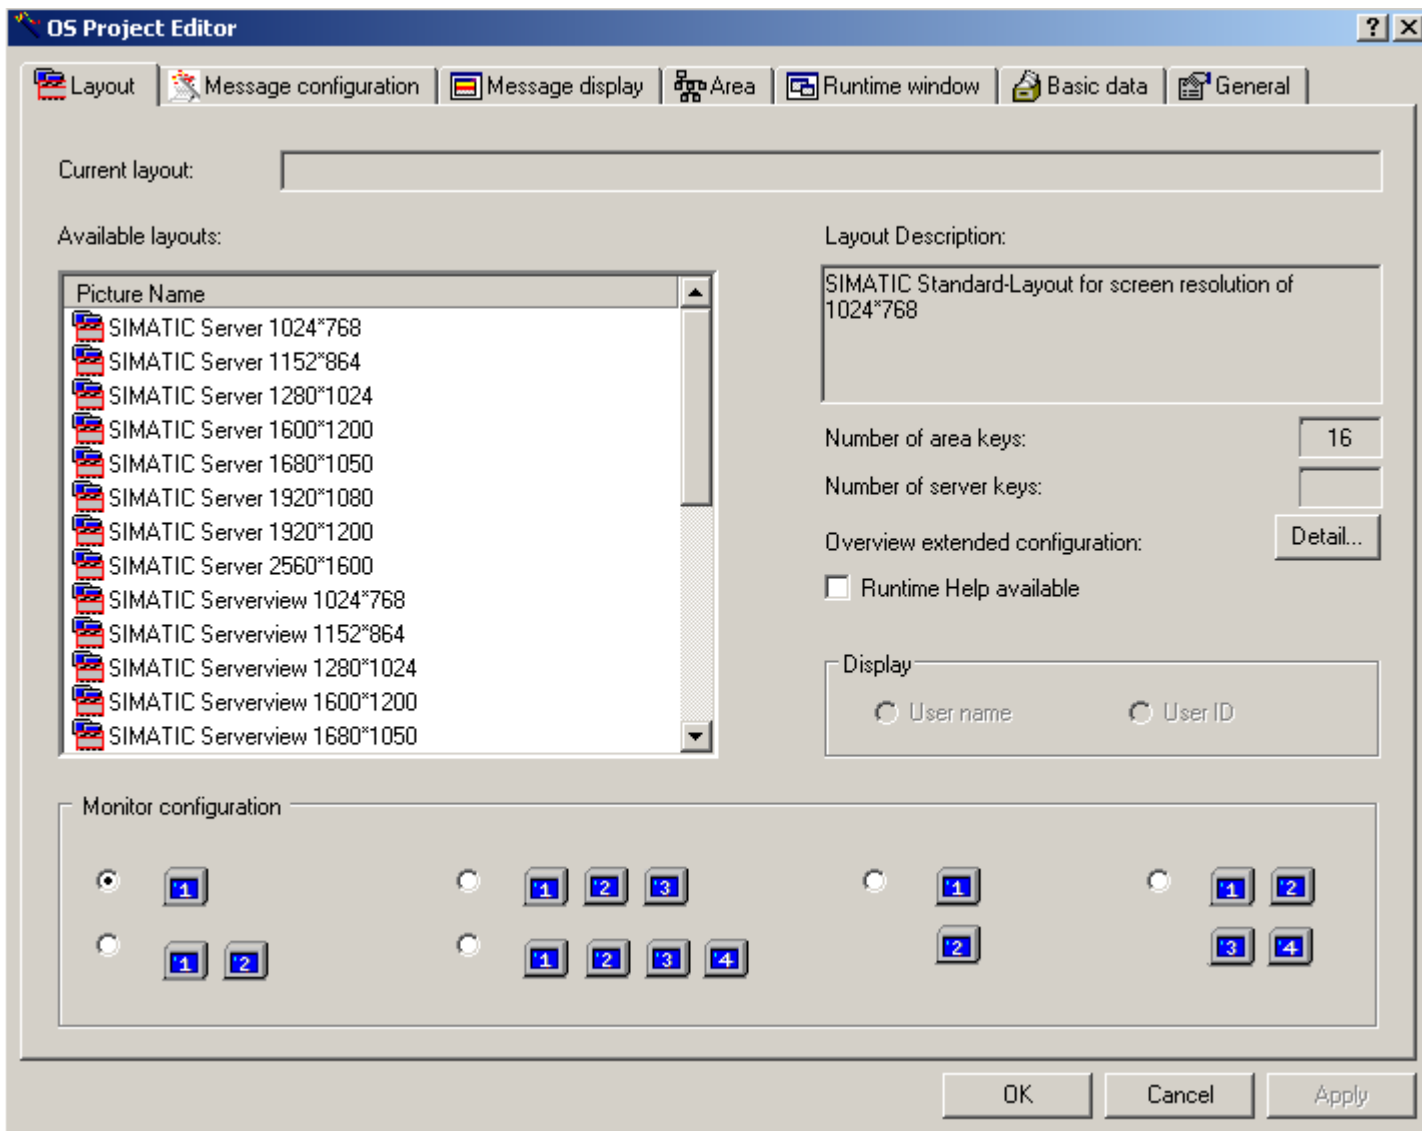 OS Project Editor
Layout Message configuration Message display Area Runtime window Basic data General
Current layout:
Available layouts:
Picture Name
SIMATIC Server 1024*768
SIMATIC Server 1152*864
SIMATIC Server 1280*1024
SIMATIC Server 1600*1200
SIMATIC Server 1680*1050
SIMATIC Server 1920*1080
SIMATIC Server 1920*1200
SIMATIC Server 2560*1600
SIMATIC Serverview 1024*768
SIMATIC Serverview 1152*864
SIMATIC Serverview 1280*1024
SIMATIC Serverview 1600*1200
SIMATIC Serverview 1680*1050
Layout Description:
SIMATIC Standard-Layout for screen resolution of
1024*768
Number of area keys: 16
Number of server keys:
Overview extended configuration: Detail...
Runtime Help available
Display
User name User ID
Monitor configuration
1 1 2 3 1 1 2
1 2 1 2 3 4 2 3 4
OK Cancel Apply